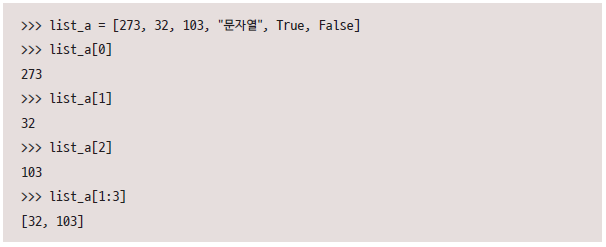 >>> list_a = [273, 32, 103, "문자열", True, False]
>>> list_a[0]
273
>>> list_a[1]
32
>>> list_a[2]
103
>>> list_a[1:3]
[32, 103]